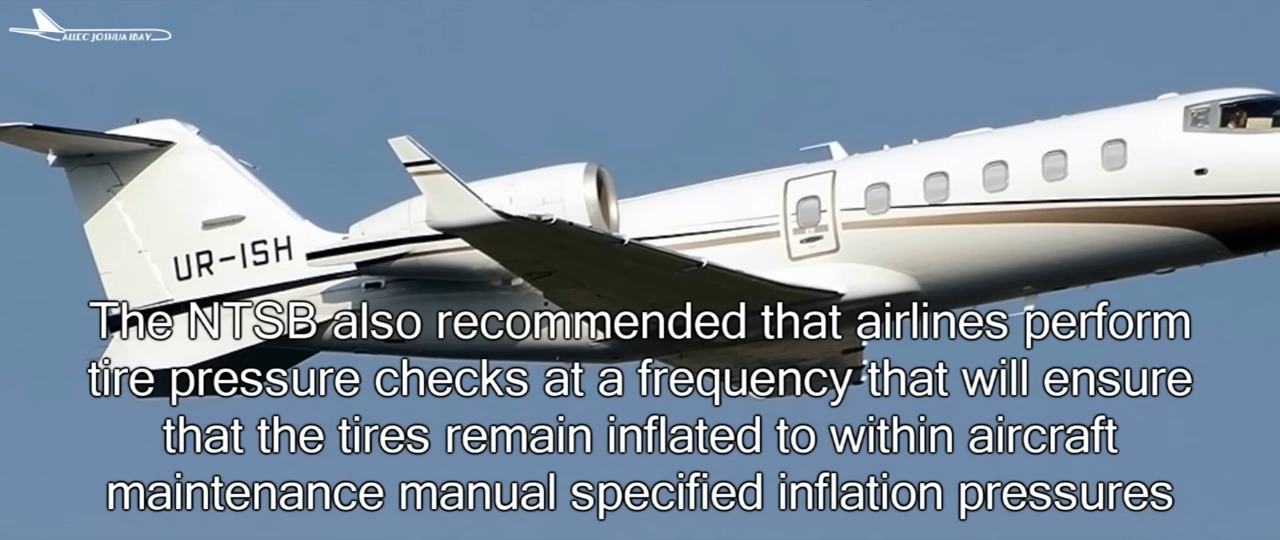 ALLEC JOSHUA IBAY
UR-ISH
The NTSB also recommended that airlines perform
tire pressure checks at a frequency that will ensure
that the tires remain inflated to within aircraft
maintenance manual specified inflation pressures